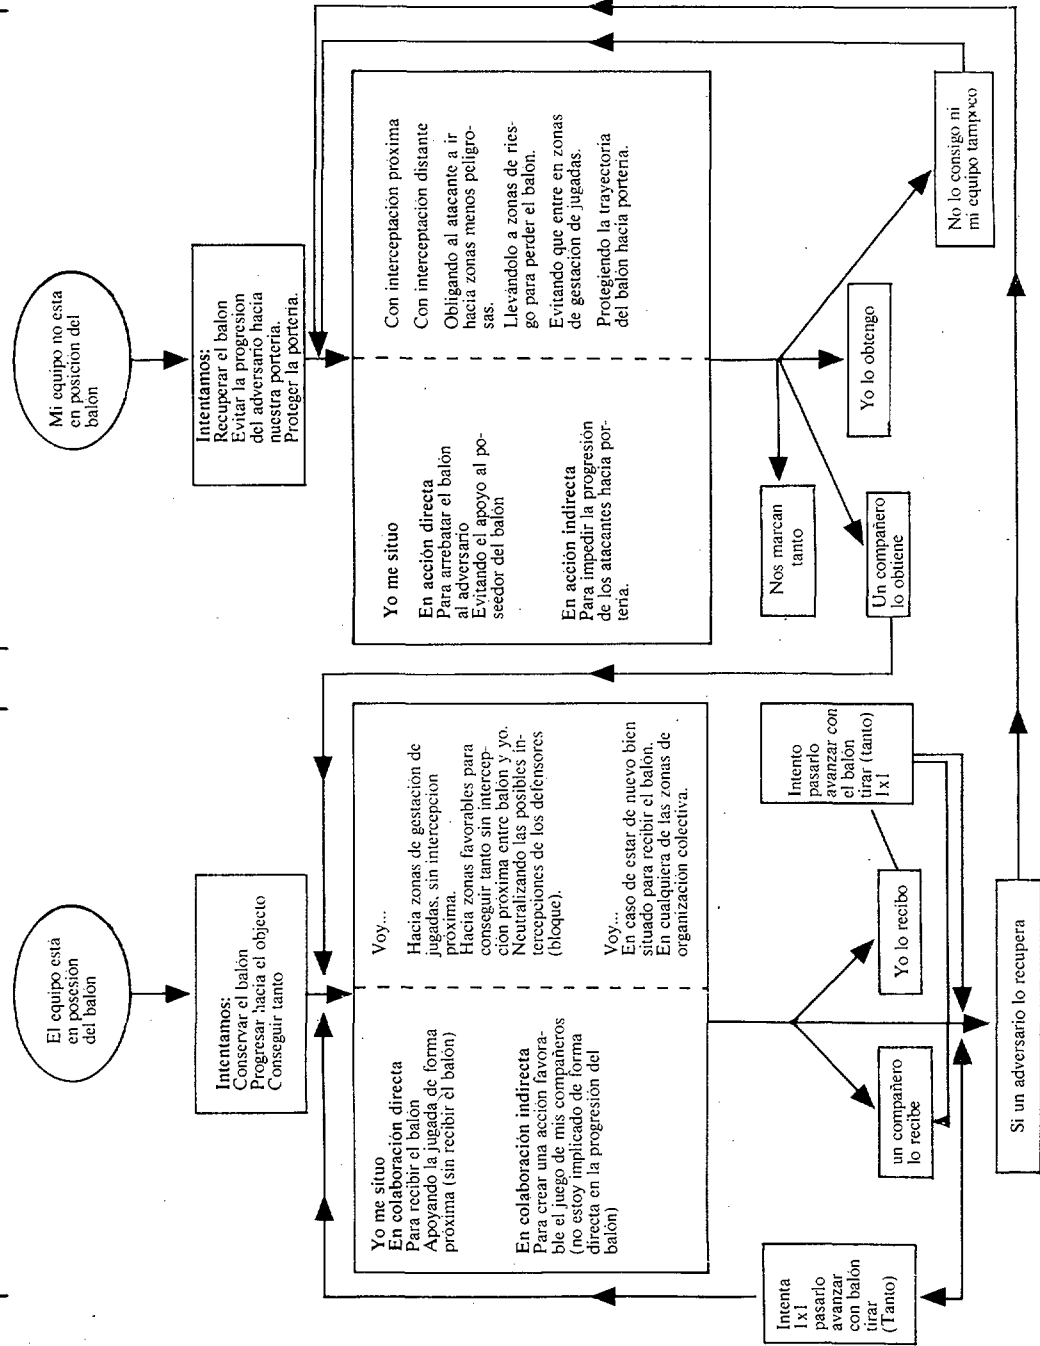 El equipo está
en posesión
del balón
Intentamos:
Conservar el balón
Progresar hacia el objecto
Conseguir tanto
Yo me situo
En colaboración directa
Para recibir el balón
Apoyando la jugada de forma
próxima (sin recibir el balón)
En colaboración indirecta
Para crear una acción favora-
ble el juego de mis compañeros
(no estoy implicado de forma
directa en la progresión del
balón)
Voy...
Hacia zonas de gestación de
jugadas, sin intercepcion
próxima.
Hacia zonas favorables para
conseguir tanto sin intercep-
ción próxima entre balón y yo.
Neutralizando las posibles in-
tercepciones de los defensores
(bloque).
Voy...
En caso de estar de nuevo bien
situado para recibir el balón.
En cualquiera de las zonas de
organización colectiva.
Intenta
1x1
pasarlo
avanzar
con balón
tirar
(Tanto)
un compañero
lo recibe
Yo lo recibo
Intento
pasarlo
avanzar con
el balón
tirar (tanto)
1x1
Si un adversario lo recupera
Mi equipo no esta
en posición del
balón
Intentamos:
Recuperar el balon
Evitar la progresion
del adversario hacia
nuestra portería.
Proteger la porteria.
Yo me situo
En acción directa
Para arrebatar el balón
al adversario
Evitando el apoyo al po-
seedor del balón
En acción indirecta
Para impedir la progresión
de los atacantes hacia por-
tería.
Con interceptación próxima
Con interceptación distante
Obligando al atacante a ir
hacia zonas menos peligro-
sas.
Llevándolo a zonas de ries-
go para perder el balón.
Evitando que entre en zonas
de gestación de jugadas.
Protegiendo la trayectoria
del balón hacia portería.
Nos marcan
tanto
Un compañero
lo obtiene
Yo lo obtengo
No lo consigo ni
mi equipo tampoco